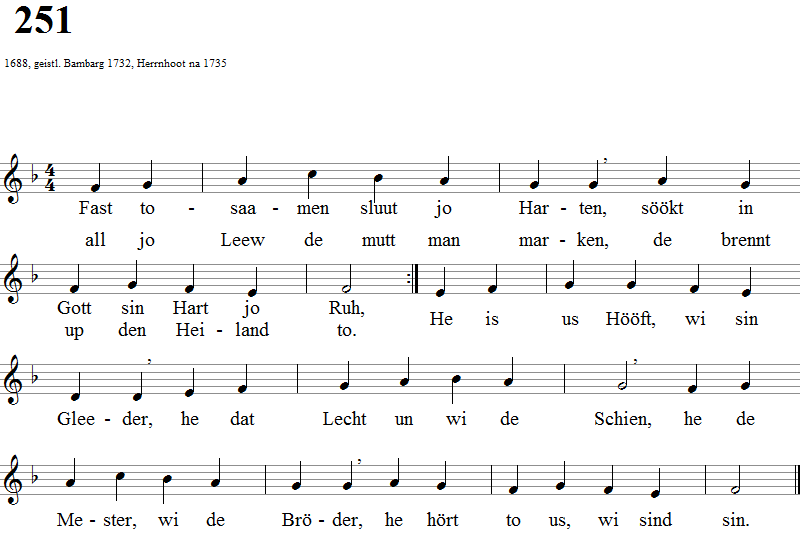 251
1688, geistl. Bambarg 1732, Herrnhoot na 1735
4
4
Fast to - saa - men sluut jo Har - ten, söökt in
all jo Leew de mutt man mar - ken, de brennt
Gott sin Hart jo Ruh,
up den Hei - land to.
He is us Hööft, wi sin
Glee - der, he dat Lecht un wi de Schien, he de
Me - ster, wi de Brö - der, he hört to us, wi sind sin.